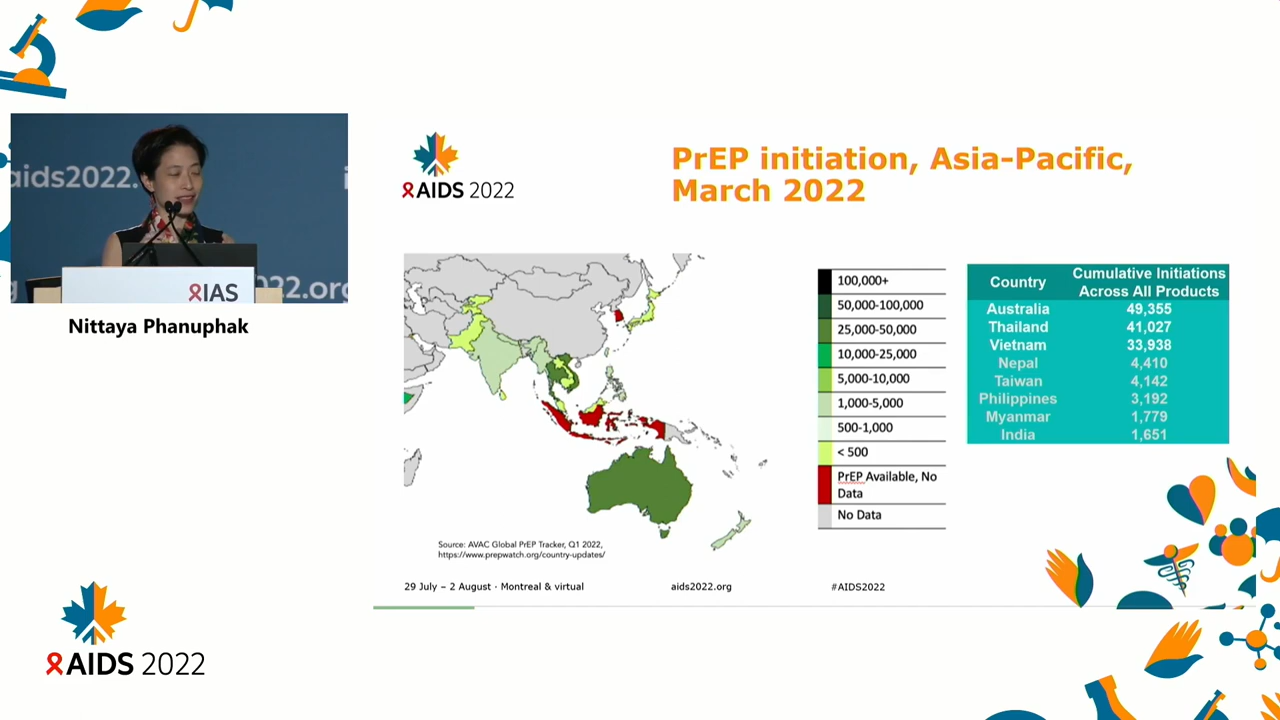 aids2022.
2022.org
IAS
Nittaya Phanuphak
AIDS 2022
AIDS 2022
PrEP initiation, Asia-Pacific,
March 2022
100,000+
50,000-100,000
25,000-50,000
10,000-25,000
5,000-10,000
1,000-5,000
500-1,000
< 500
PrEP Available, No
Data
No Data
Country Cumulative Initiations
Across All Products
Australia 49,355
Thailand 41,027
Vietnam 33,938
Nepal 4,410
Taiwan 4,142
Philippines 3,192
Myanmar 1,779
India 1,651
Source: AVAC Global PrEP Tracker, Q1 2022,
https://www.prepwatch.org/country-updates/
29 July – 2 August · Montreal & virtual aids2022.org #AIDS2022